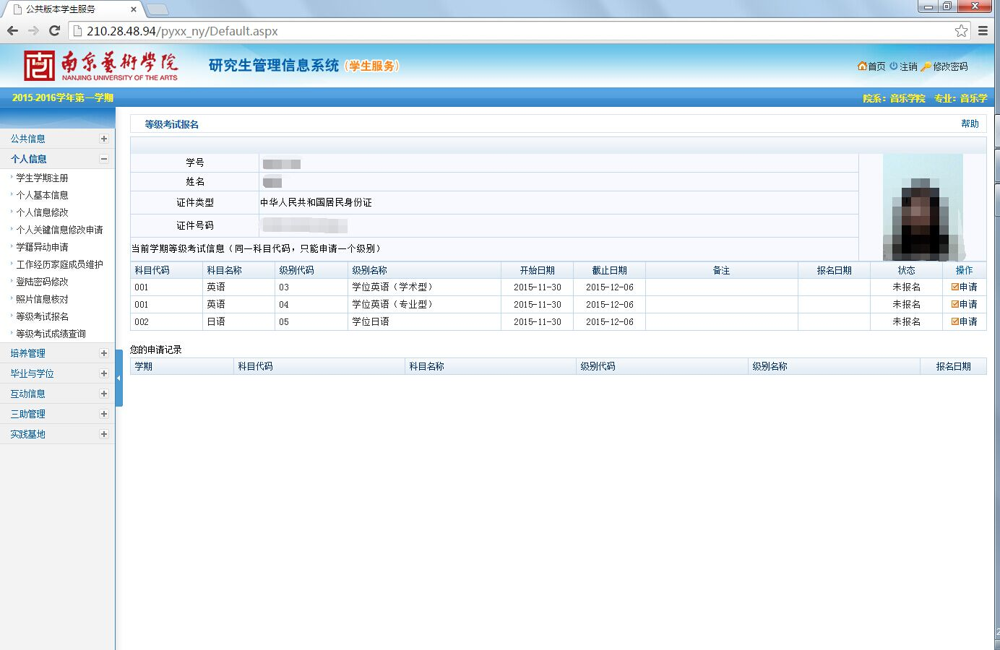 公共版本学生服务
210.28.48.94/pyxx_ny/Default.aspx
南京藝術學院
NANJING UNIVERSITY OF THE ARTS
研究生管理信息系统（学生服务）
首页 注销 修改密码
2015-2016学年第一学期
院系：音乐学院 专业：音乐学
公共信息
个人信息
学生学期注册
个人基本信息
个人信息修改
个人关键信息修改申请
学籍异动申请
工作经历家庭成员维护
登陆密码修改
照片信息核对
等级考试报名
等级考试成绩查询
培养管理
毕业与学位
互动信息
三助管理
实践基地
等级考试报名 帮助
学号
姓名
证件类型 中华人民共和国居民身份证
证件号码
当前学期等级考试信息（同一科目代码，只能申请一个级别）
科目代码 科目名称 级别代码 级别名称 开始日期 截止日期 备注 报名日期 状态 操作
001 英语 03 学位英语（学术型） 2015-11-30 2015-12-06 未报名 申请
001 英语 04 学位英语（专业型） 2015-11-30 2015-12-06 未报名 申请
002 日语 05 学位日语 2015-11-30 2015-12-06 未报名 申请
您的申请记录
学期 科目代码 科目名称 级别代码 级别名称 报名日期